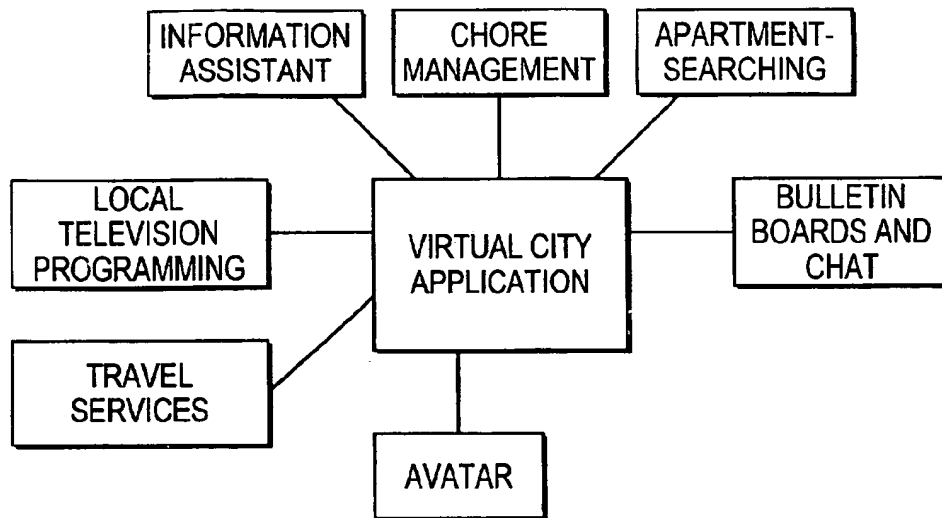 INFORMATION
ASSISTANT
CHORE
MANAGEMENT
APARTMENT-
SEARCHING
LOCAL
TELEVISION
PROGRAMMING
VIRTUAL CITY
APPLICATION
BULLETIN
BOARDS AND
CHAT
TRAVEL
SERVICES
AVATAR